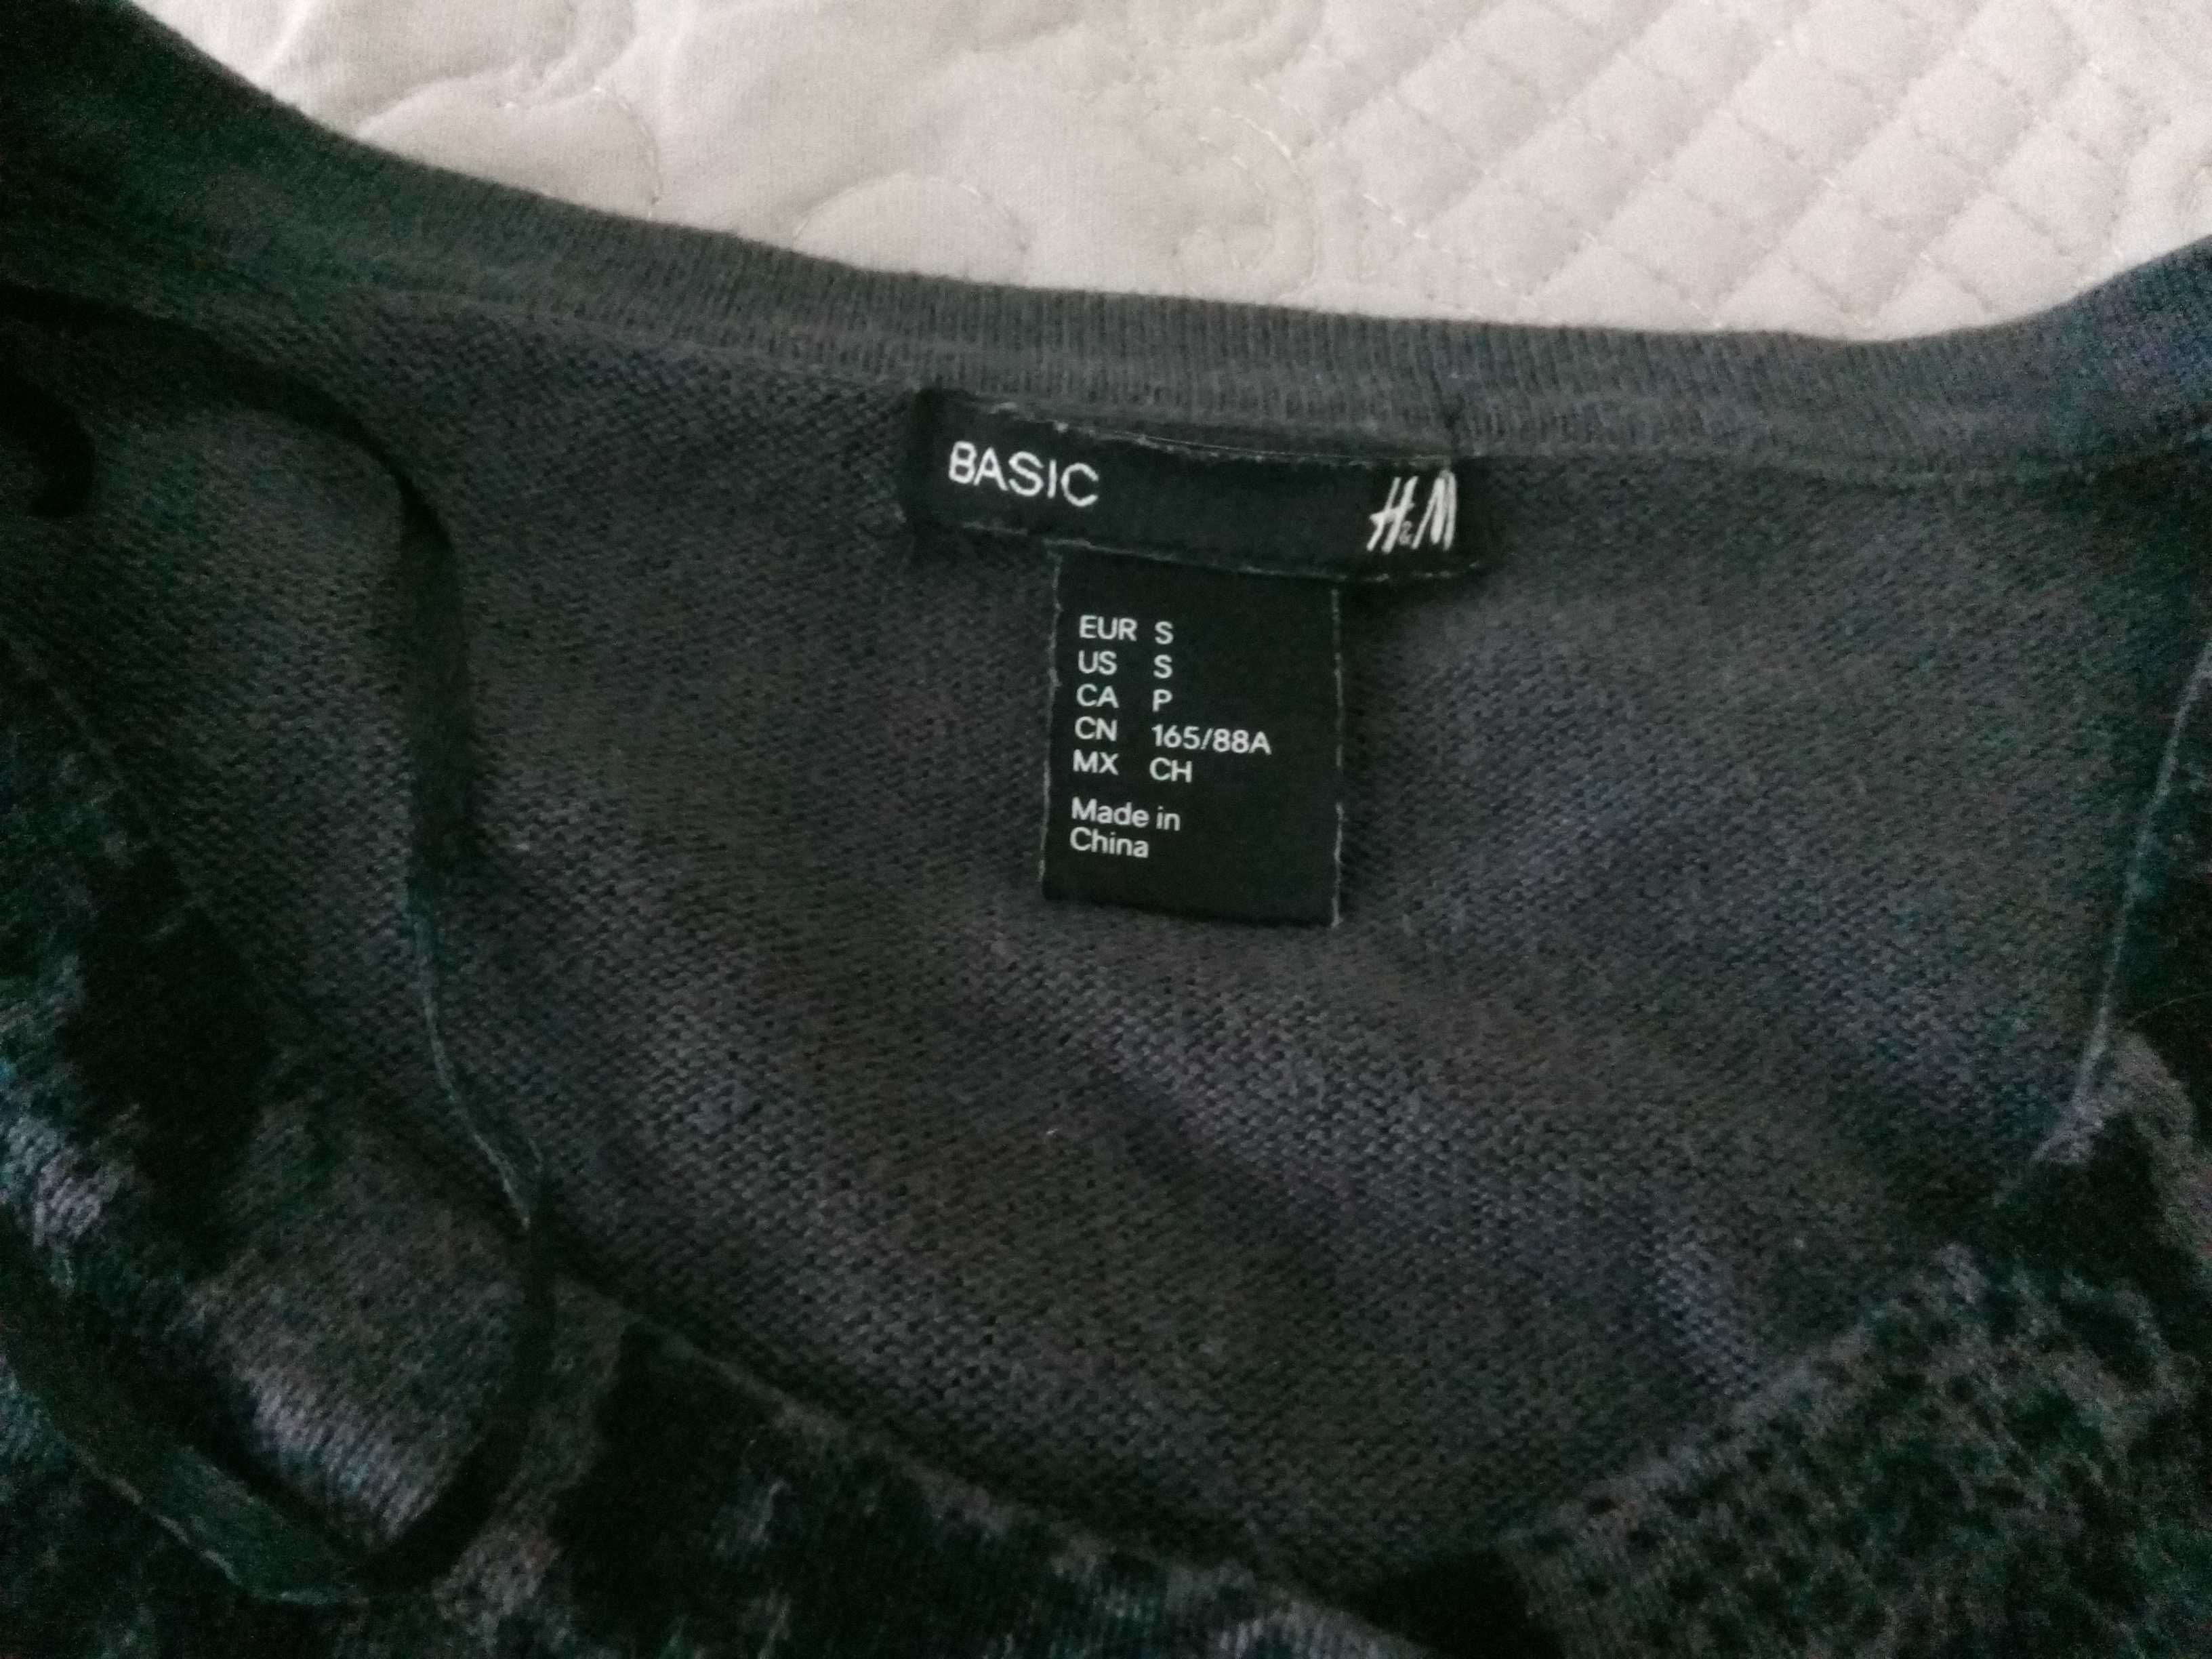 BASIC H&M
EUR S
US S
CA P
CN 165/88A
MX CH
Made in
China